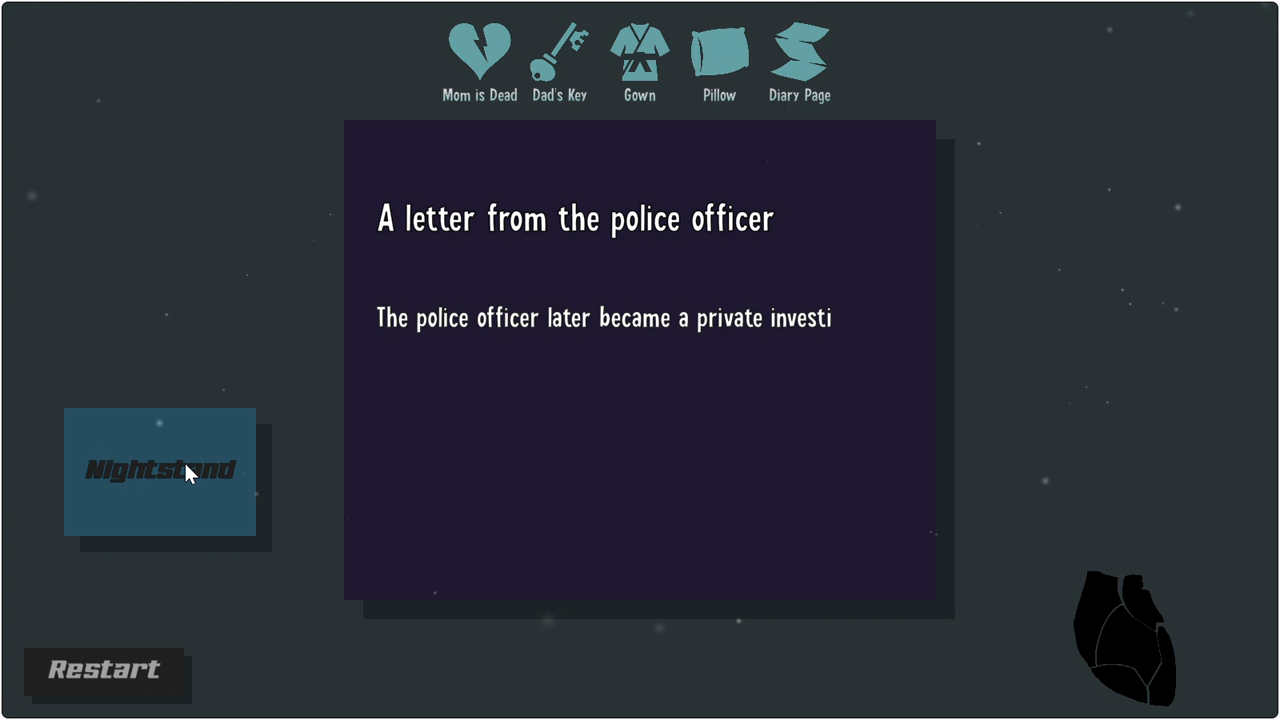 Mom is Dead
Dad's Key
Gown
Pillow
Diary Page
A letter from the police officer
The police officer later became a private investi
Nightstand
Restart